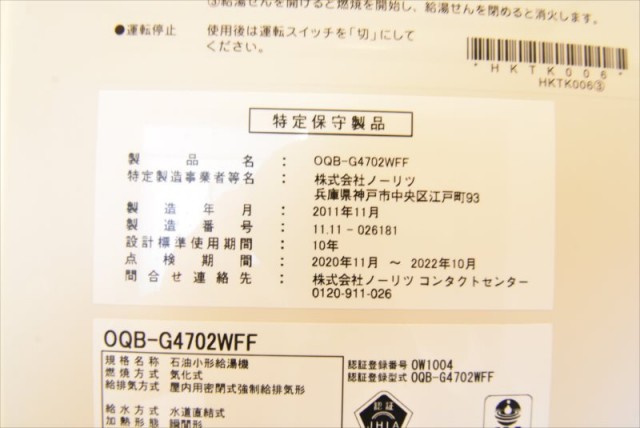 ③給湯せんを開けると燃焼を開始し、給湯せんを閉めると消火します。
●運転停止 使用後は運転スイッチを「切」にして
ください。
*HKTK006*
HKTK006③
特定保守製品
製品名 : OQB-G4702WFF
特定製造事業者等名 : 株式会社ノーリツ
兵庫県神戸市中央区江戸町93
製造年月 : 2011年11月
製造番号 : 11.11-026181
設計標準使用期間 : 10年
点検期間 : 2020年11月 ～ 2022年10月
問合せ連絡先 : 株式会社ノーリツ コンタクトセンター
0120-911-026
OQB-G4702WFF
規格名称 石油小形給湯機
燃焼方式 気化式
給排気方式 屋内用密閉式強制給排気形
給水方式 水道直結式
加熱形態 瞬間形
認証登録番号 OW1004
認証登録型式 OQB-G4702WFF
認証
JHIA